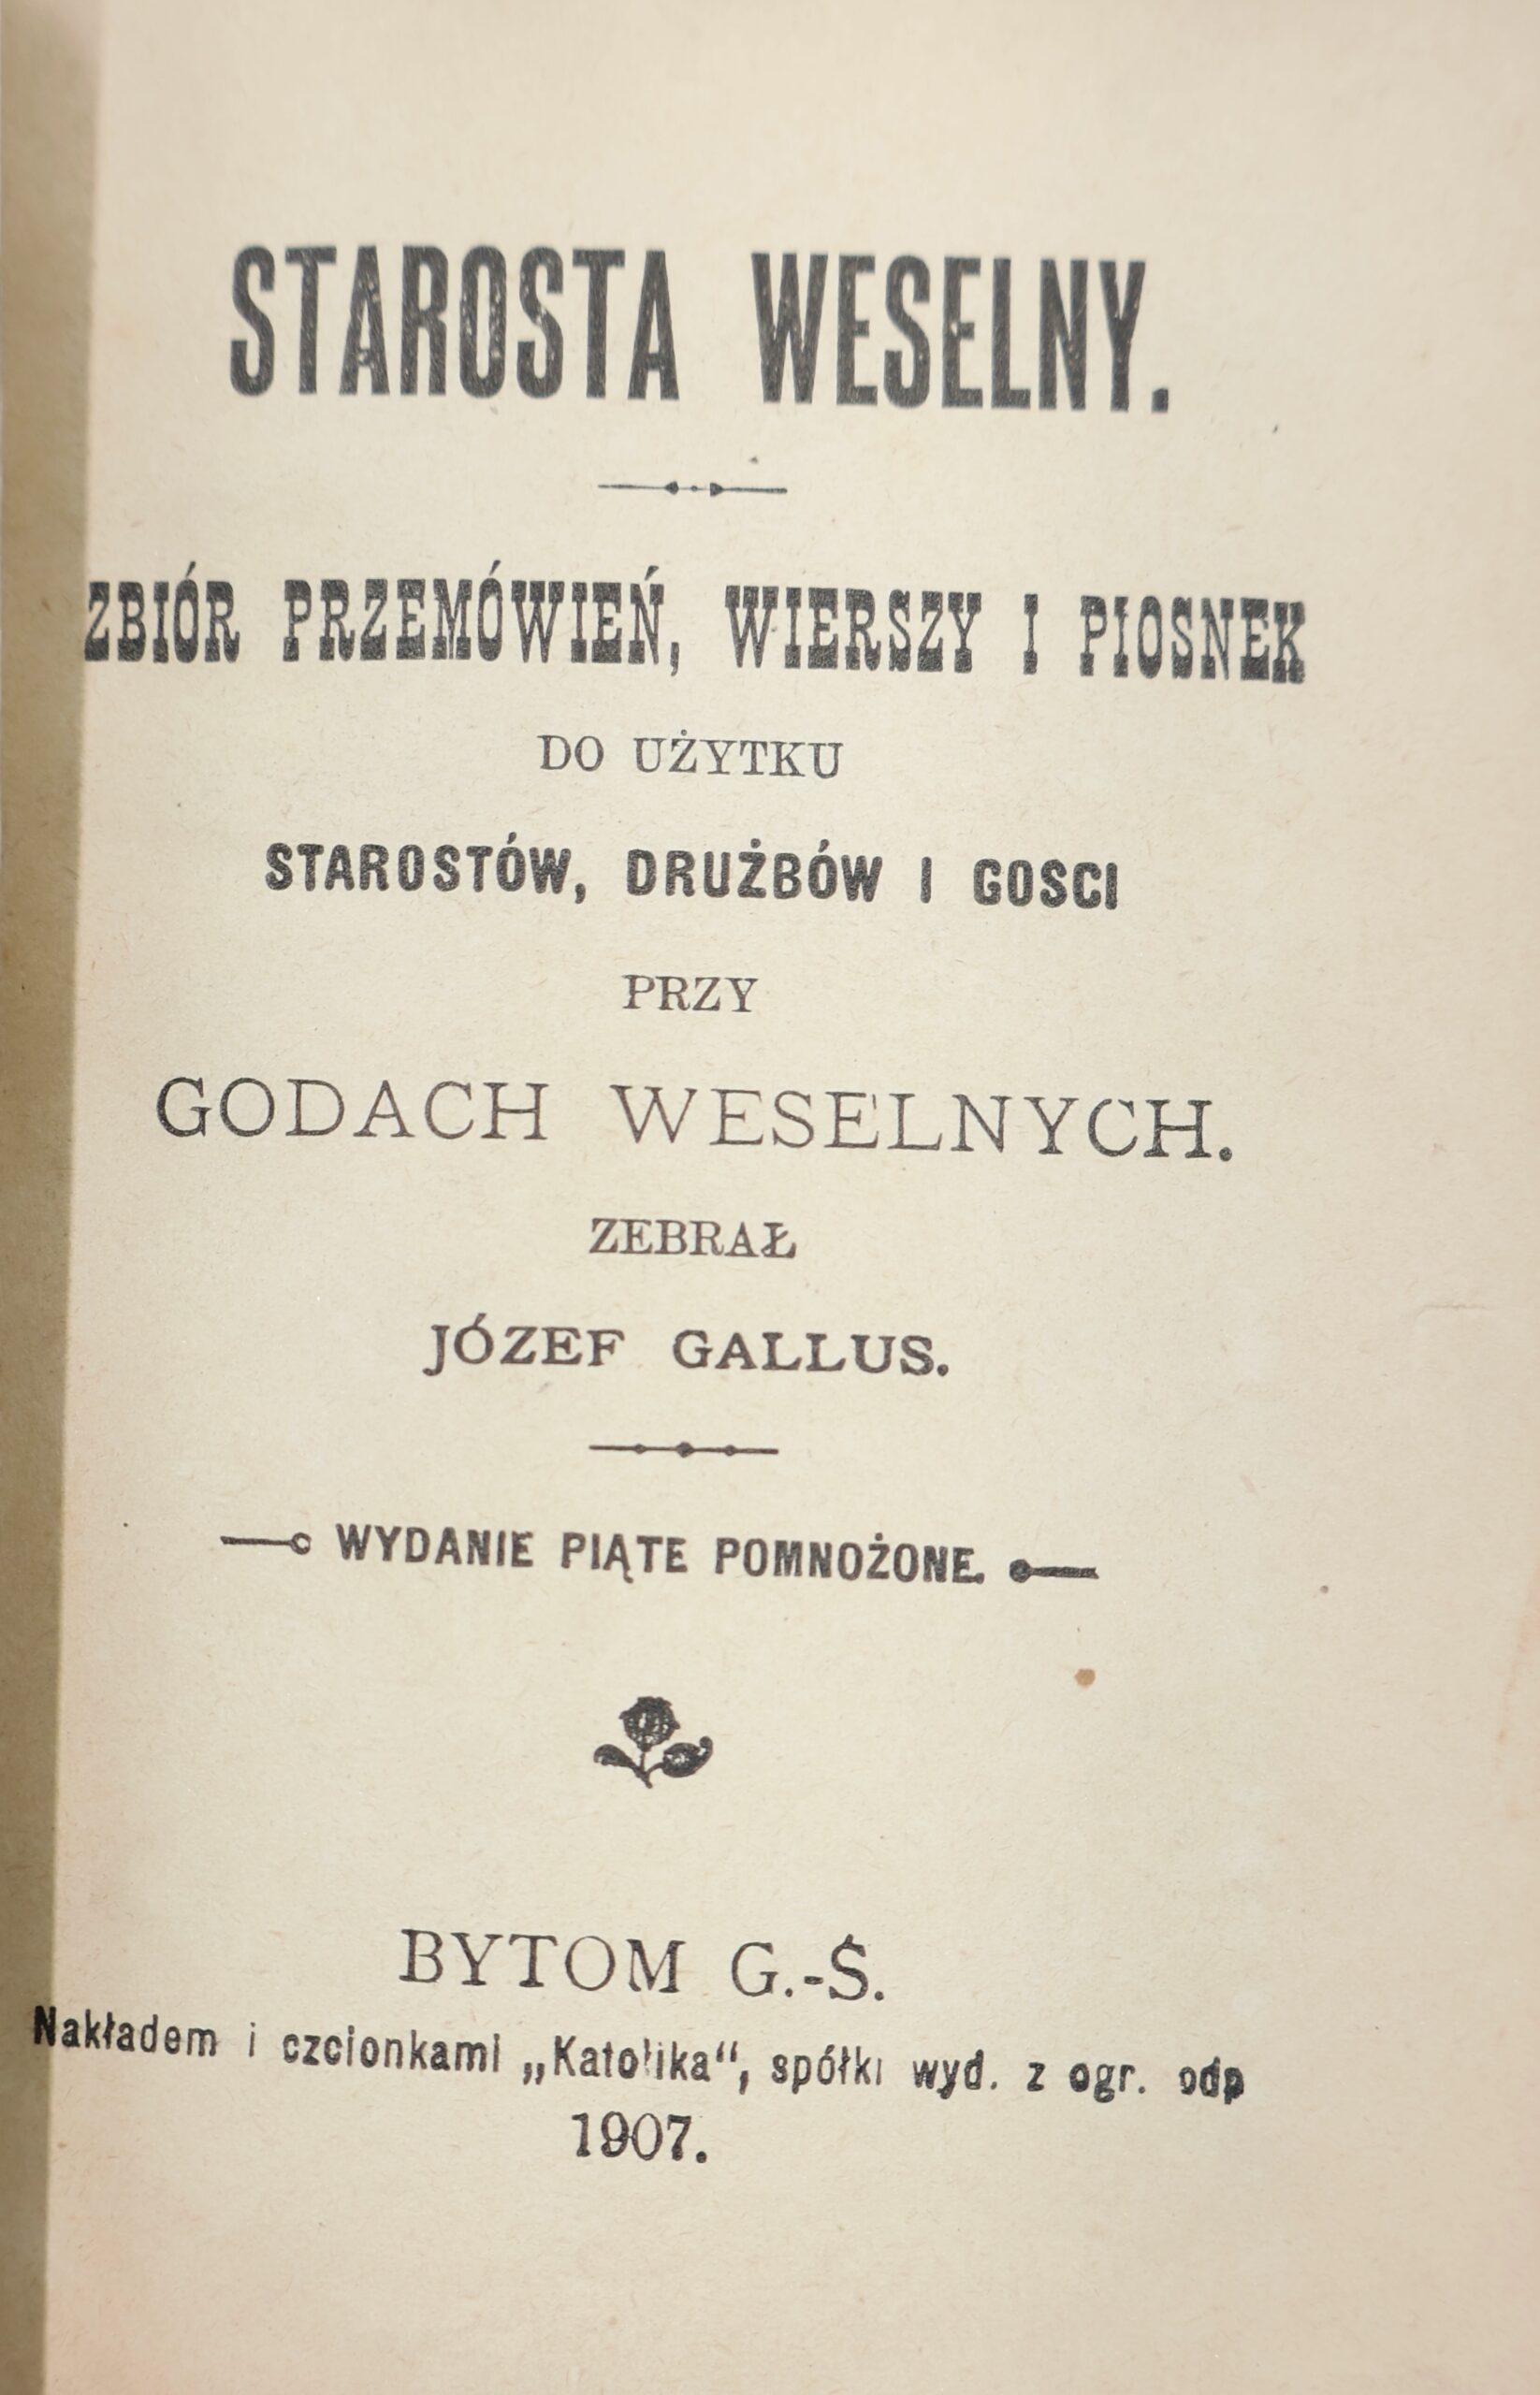 STAROSTA WESELNY.
ZBIÓR PRZEMÓWIEŃ, WIERSZY I PIOSNEK
DO UŻYTKU
STAROSTÓW, DRUŻBÓW I GOSCI
PRZY
GODACH WESELNYCH.
ZEBRAŁ
JÓZEF GALLUS.
WYDANIE PIĄTE POMNOŻONE.
BYTOM G.-Ś.
Nakładem i czcionkami „Katolika“, spółki wyd. z ogr. odp
1907.